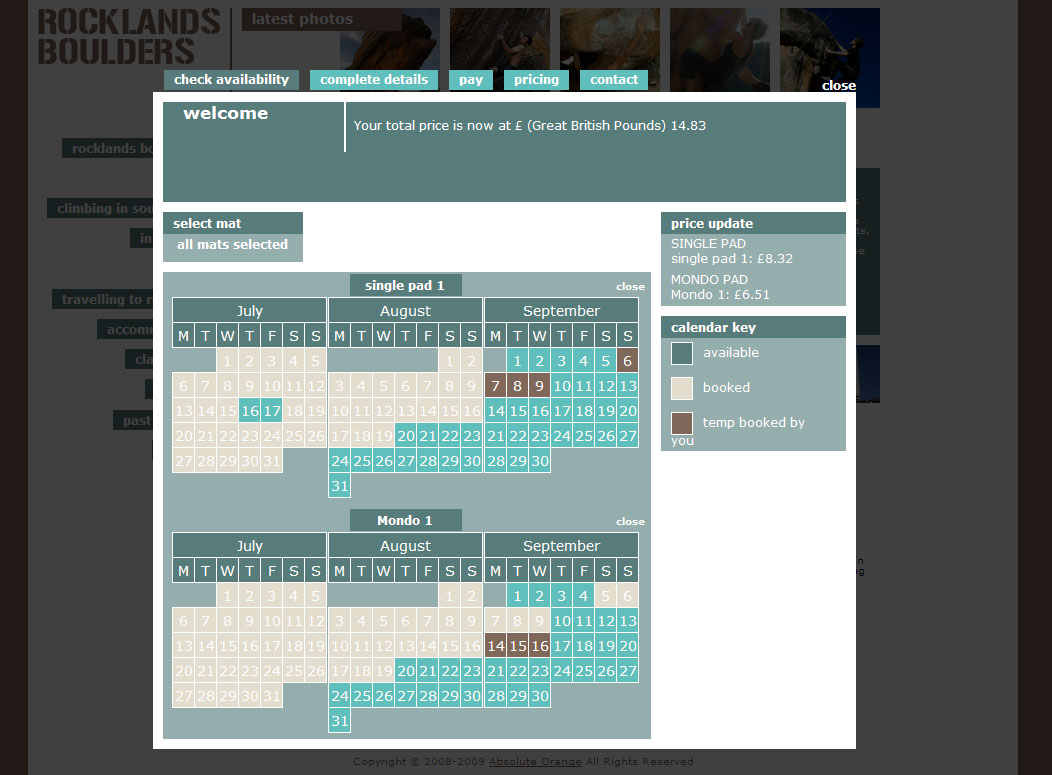 ROCKLANDS
BOULDERS
latest photos
check availability complete details pay pricing contact
close
welcome
Your total price is now at £ (Great British Pounds) 14.83
select mat
all mats selected
price update
SINGLE PAD
single pad 1: £8.32
MONDO PAD
Mondo 1: £6.51
calendar key
available
booked
temp booked by
you
single pad 1
close
July August September
M T W T F S S M T W T F S S M T W T F S S
1 2 3 4 5 1 2 1 2 3 4 5 6
6 7 8 9 10 11 12 3 4 5 6 7 8 9 7 8 9 10 11 12 13
13 14 15 16 17 18 19 10 11 12 13 14 15 16 14 15 16 17 18 19 20
20 21 22 23 24 25 26 17 18 19 20 21 22 23 21 22 23 24 25 26 27
27 28 29 30 31 24 25 26 27 28 29 30 28 29 30
31
Mondo 1
close
July August September
M T W T F S S M T W T F S S M T W T F S S
1 2 3 4 5 1 2 1 2 3 4 5 6
6 7 8 9 10 11 12 3 4 5 6 7 8 9 7 8 9 10 11 12 13
13 14 15 16 17 18 19 10 11 12 13 14 15 16 14 15 16 17 18 19 20
20 21 22 23 24 25 26 17 18 19 20 21 22 23 21 22 23 24 25 26 27
27 28 29 30 31 24 25 26 27 28 29 30 28 29 30
31
rocklands bo
climbing in sou
in
travelling to r
accomm
cla
past
Copyright © 2008-2009 Absolute Orange All Rights Reserved